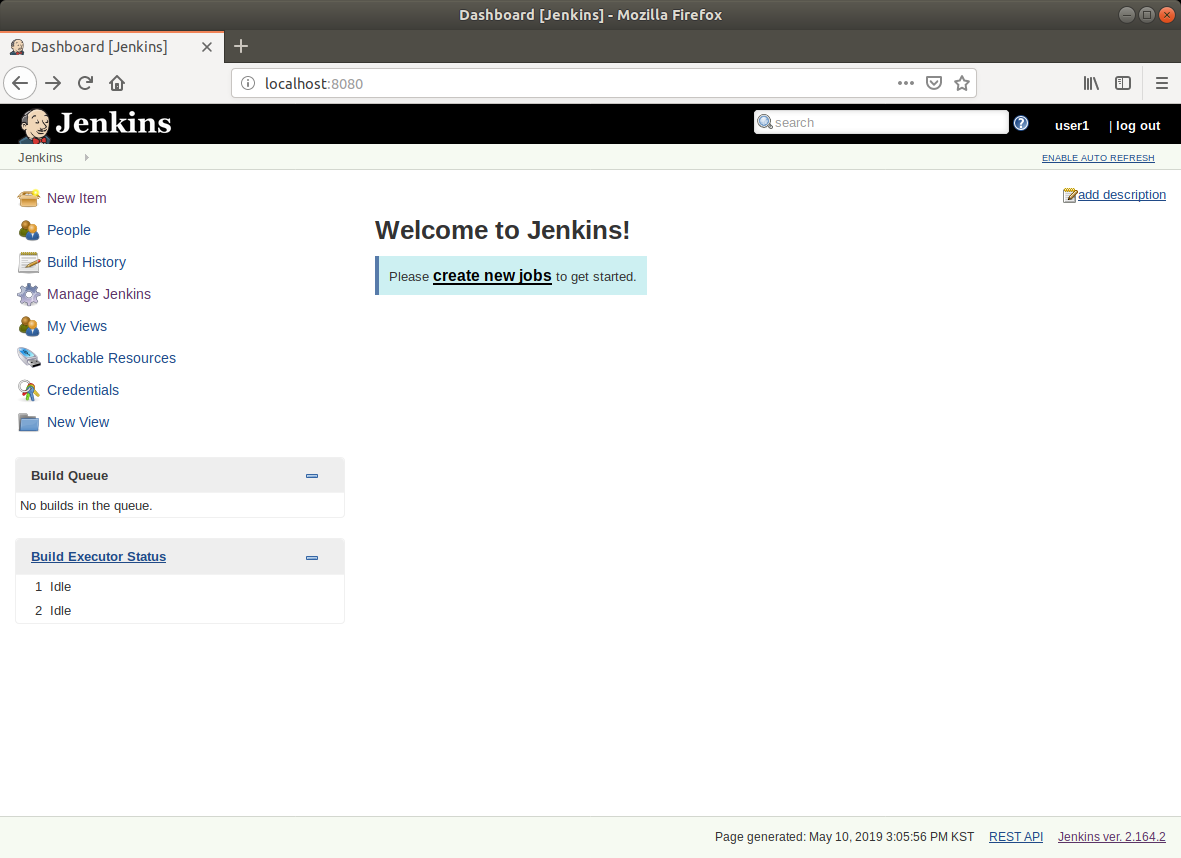 Dashboard [Jenkins] - Mozilla Firefox
Dashboard [Jenkins]
localhost:8080
Jenkins
search
user1 | log out
Jenkins
ENABLE AUTO REFRESH
New Item
People
Build History
Manage Jenkins
My Views
Lockable Resources
Credentials
New View
Build Queue
No builds in the queue.
Build Executor Status
1 Idle
2 Idle
add description
Welcome to Jenkins!
Please create new jobs to get started.
Page generated: May 10, 2019 3:05:56 PM KST REST API Jenkins ver. 2.164.2